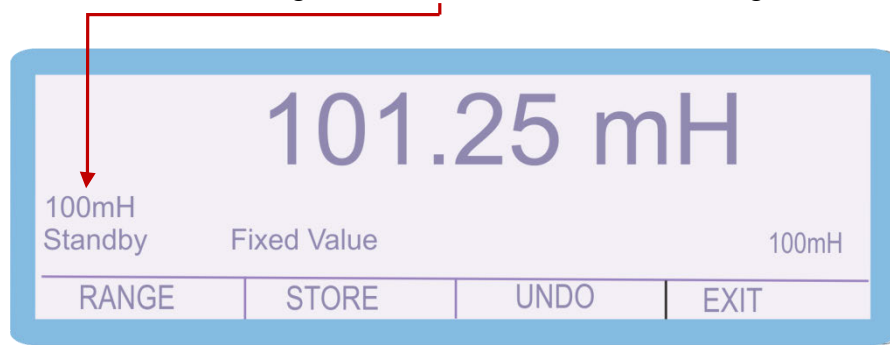 101.25 mH
100mH
Standby Fixed Value 100mH
RANGE STORE UNDO EXIT